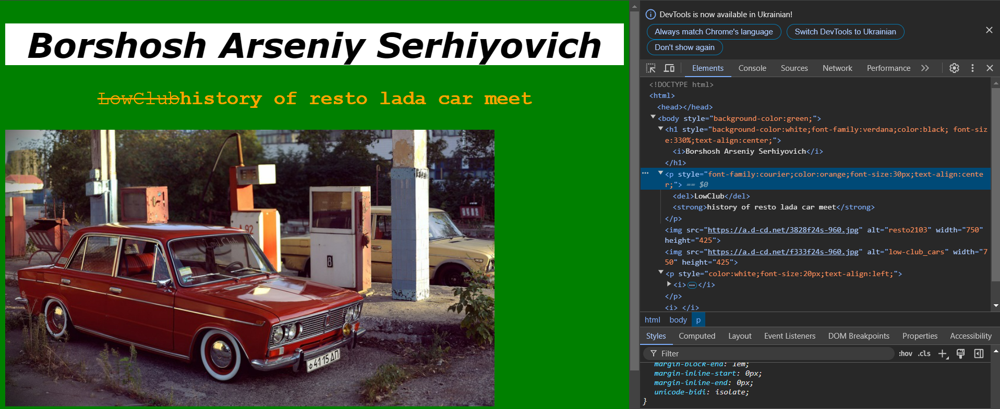 Borshosh Arseniy Serhiyovich
LowClubhistory of resto lada car meet
A 92
8
ф 41 15 ДП
DevTools is now available in Ukrainian!
Always match Chrome's language
Switch DevTools to Ukrainian
Don't show again
Elements Console Sources Network Performance
<!DOCTYPE html>
<html>
<head></head>
<body style="background-color:green;">
<h1 style="background-color:white;font-family:verdana;color:black; font-siz
e:330%;text-align:center;">
<i>Borshosh Arseniy Serhiyovich</i>
</h1>
<p style="font-family:courier;color:orange;font-size:30px;text-align:cente
r;"> == $0
<del>LowClub</del>
<strong>history of resto lada car meet</strong>
</p>
<img src="https://a.d-cd.net/3828f24s-960.jpg" alt="resto2103" width="750"
height="425">
<img src="https://a.d-cd.net/f333f24s-960.jpg" alt="low-club_cars" width="7
50" height="425">
<p style="color:white;font-size:20px;text-align:left;">
<i>…</i>
</p>
<i> </i>
html body p
Styles Computed Layout Event Listeners DOM Breakpoints Properties Accessibility
Filter :hov .cls
margin-block-end: 1em;
margin-inline-start: 0px;
margin-inline-end: 0px;
unicode-bidi: isolate;
}